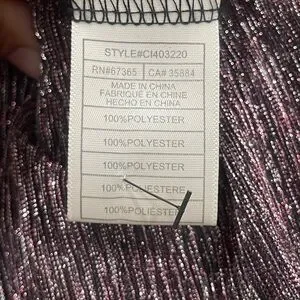 STYLE#CI403220
RN#67365 CA# 35884
MADE IN CHINA
FABRIQUÉ EN CHINE
HECHO EN CHINA
100%POLYESTER
100%POLYESTER
100%POLYESTER
100%POLYESTERE
100%POLIESTER